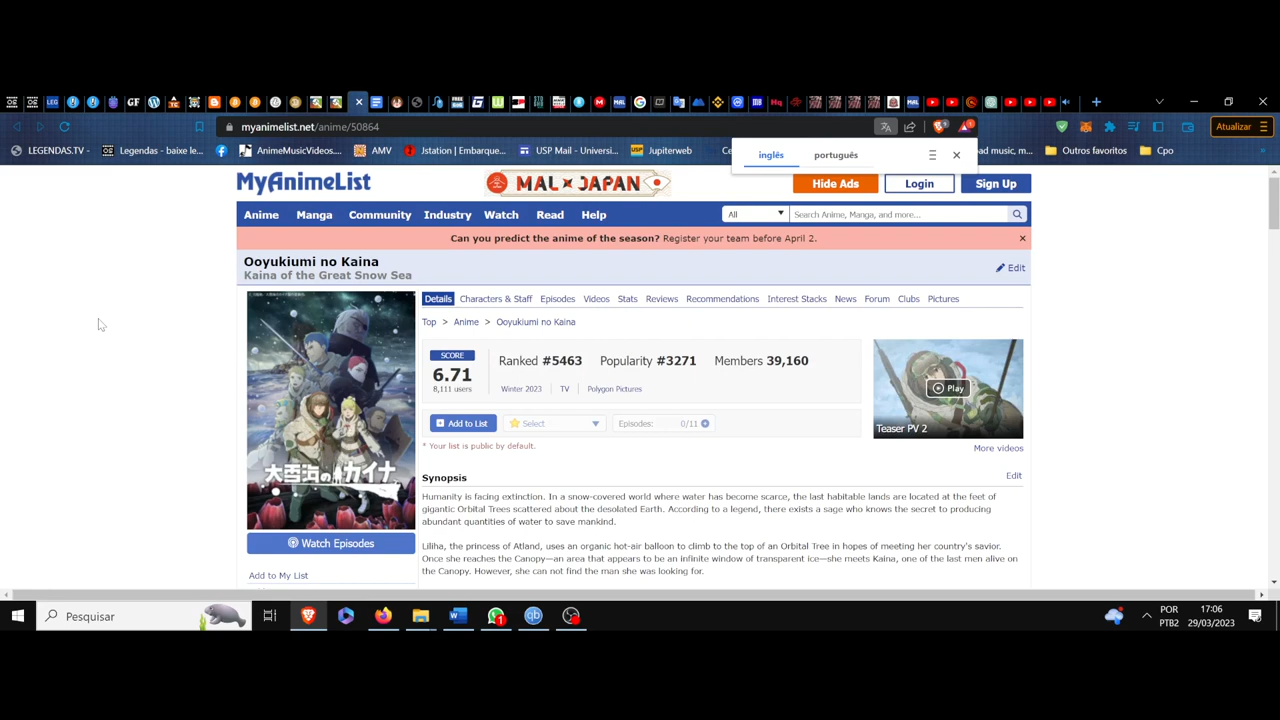 myanimelist.net/anime/50864
Atualizar
LEGENDAS.TV -
Legendas - baixe le...
AnimeMusicVideos....
AMV
Jstation | Embarque...
USP Mail - Universi...
Jupiterweb
ad music, m...
Outros favoritos
Cpo
inglês
português
MyAnimeList
MAL × JAPAN
Hide Ads
Login
Sign Up
Anime
Manga
Community
Industry
Watch
Read
Help
All
Search Anime, Manga, and more...
Can you predict the anime of the season? Register your team before April 2.
Ooyukiumi no Kaina
Kaina of the Great Snow Sea
Edit
Details
Characters & Staff
Episodes
Videos
Stats
Reviews
Recommendations
Interest Stacks
News
Forum
Clubs
Pictures
Top > Anime > Ooyukiumi no Kaina
SCORE
6.71
8,111 users
Ranked #5463
Popularity #3271
Members 39,160
Winter 2023
TV
Polygon Pictures
Add to List
Select
Episodes: 0/11
* Your list is public by default.
Play
Teaser PV 2
More videos
大雪海のカイナ
Synopsis
Edit
Humanity is facing extinction. In a snow-covered world where water has become scarce, the last habitable lands are located at the feet of
gigantic Orbital Trees scattered about the desolated Earth. According to a legend, there exists a sage who knows the secret to producing
abundant quantities of water to save mankind.
Liliha, the princess of Atland, uses an organic hot-air balloon to climb to the top of an Orbital Tree in hopes of meeting her country's savior.
Once she reaches the Canopy—an area that appears to be an infinite window of transparent ice—she meets Kaina, one of the last men alive on
the Canopy. However, she can not find the man she was looking for.
Watch Episodes
Add to My List
Pesquisar
POR
PTB2
17:06
29/03/2023